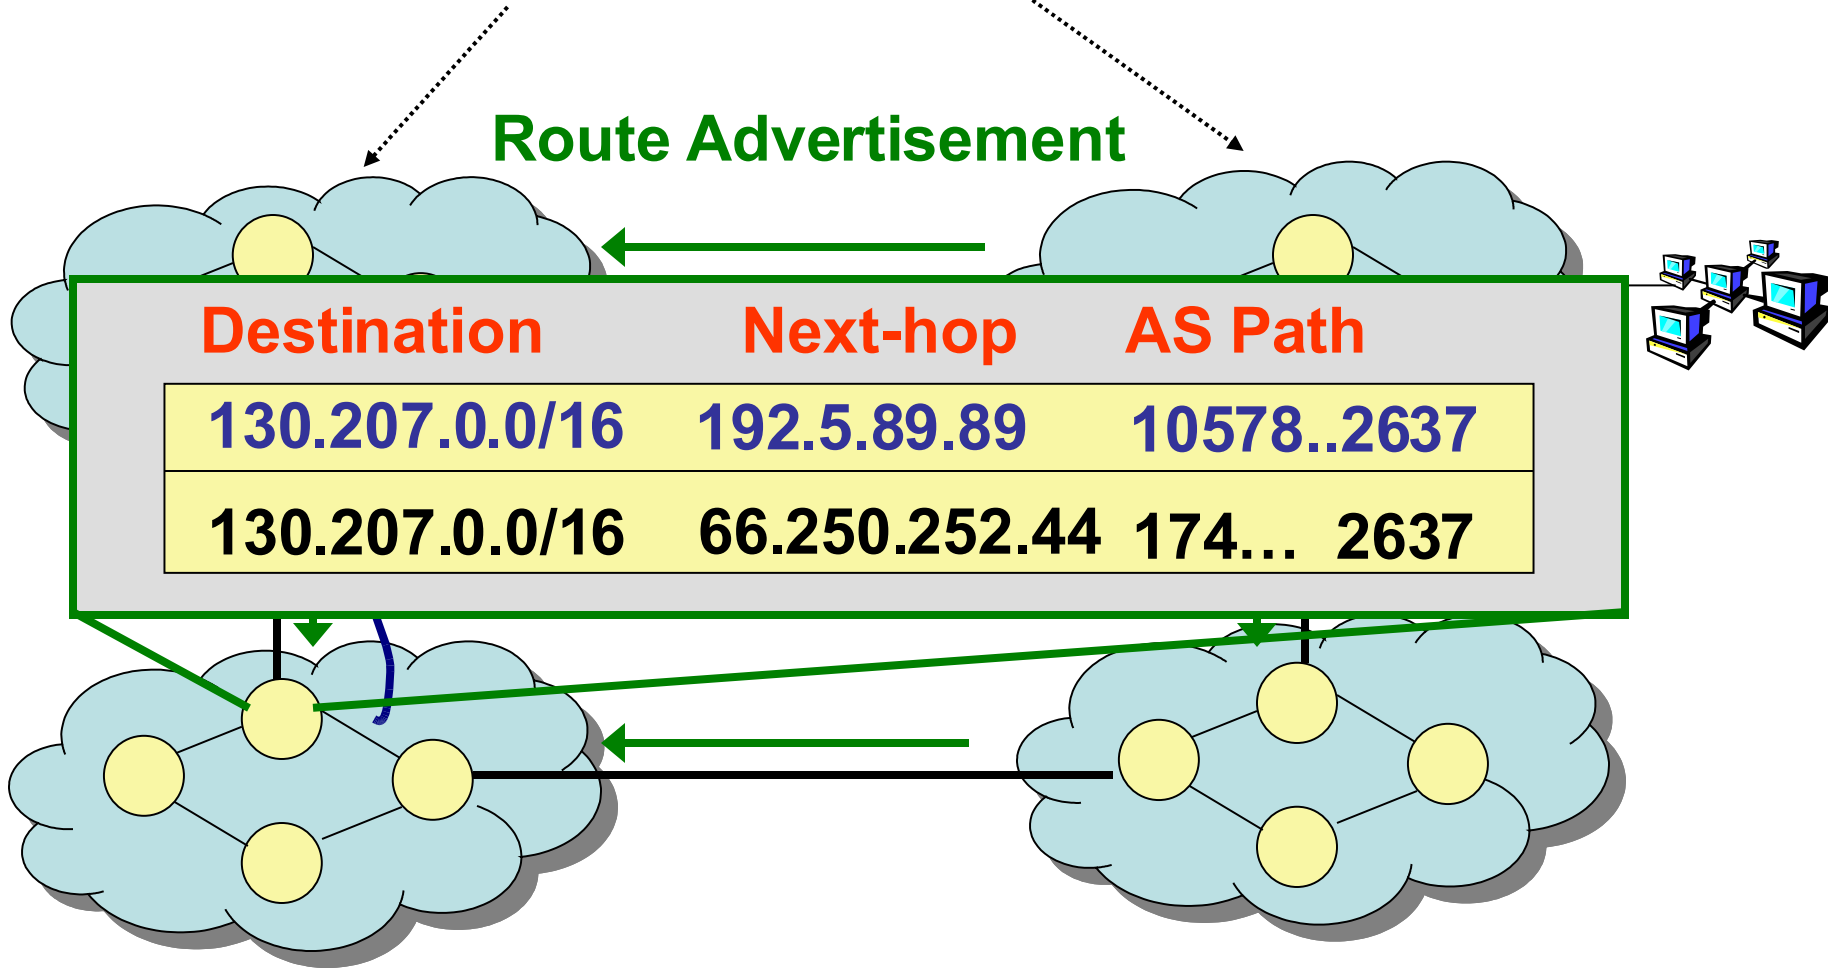 Route Advertisement
Destination Next-hop AS Path
130.207.0.0/16 192.5.89.89 10578..2637
130.207.0.0/16 66.250.252.44 174... 2637